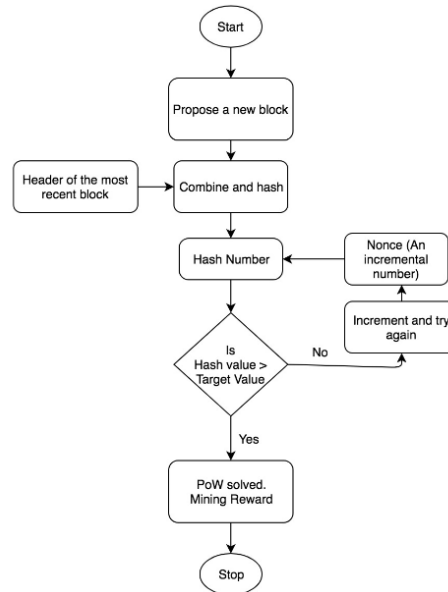 Start
Propose a new block
Header of the most
recent block
Combine and hash
Hash Number
Nonce (An
incremental
number)
Is
Hash value >
Target Value
No
Increment and try
again
Yes
PoW solved.
Mining Reward
Stop